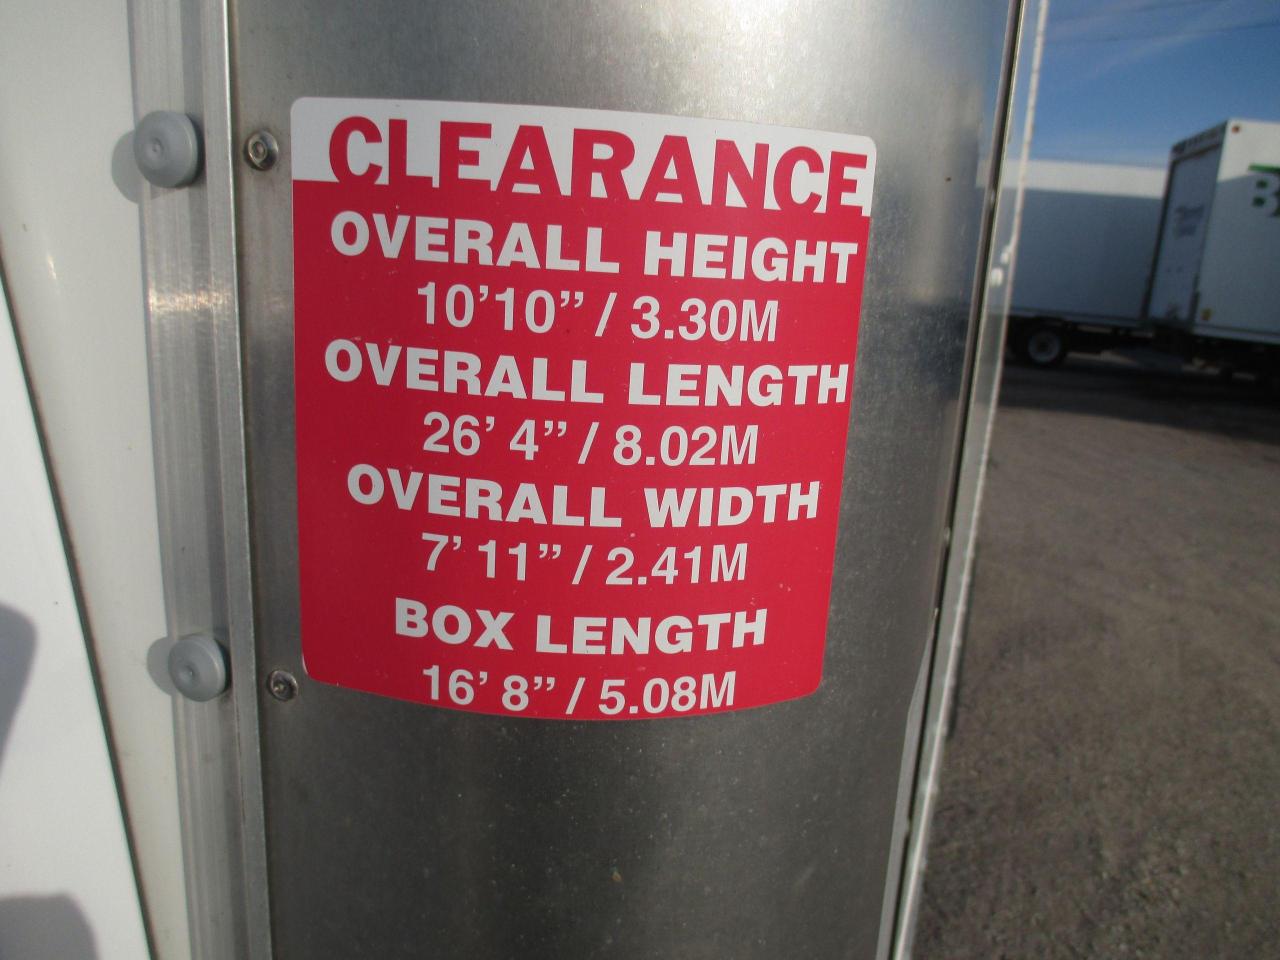 CLEARANCE
OVERALL HEIGHT
10'10" / 3.30M
OVERALL LENGTH
26' 4" / 8.02M
OVERALL WIDTH
7' 11" / 2.41M
BOX LENGTH
16' 8" / 5.08M